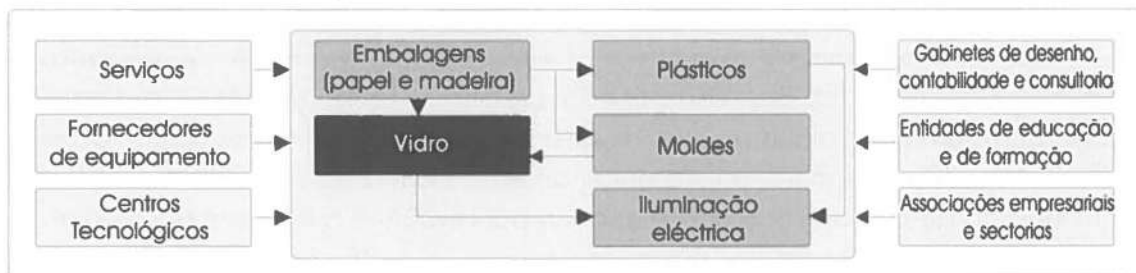 Serviços
Fornecedores
de equipamento
Centros
Tecnológicos
Embalagens
(papel e madeira)
Vidro
Plásticos
Moldes
Iluminação
eléctrica
Gabinetes de desenho,
contabilidade e consultoria
Entidades de educação
e de formação
Associações empresariais
e sectorias